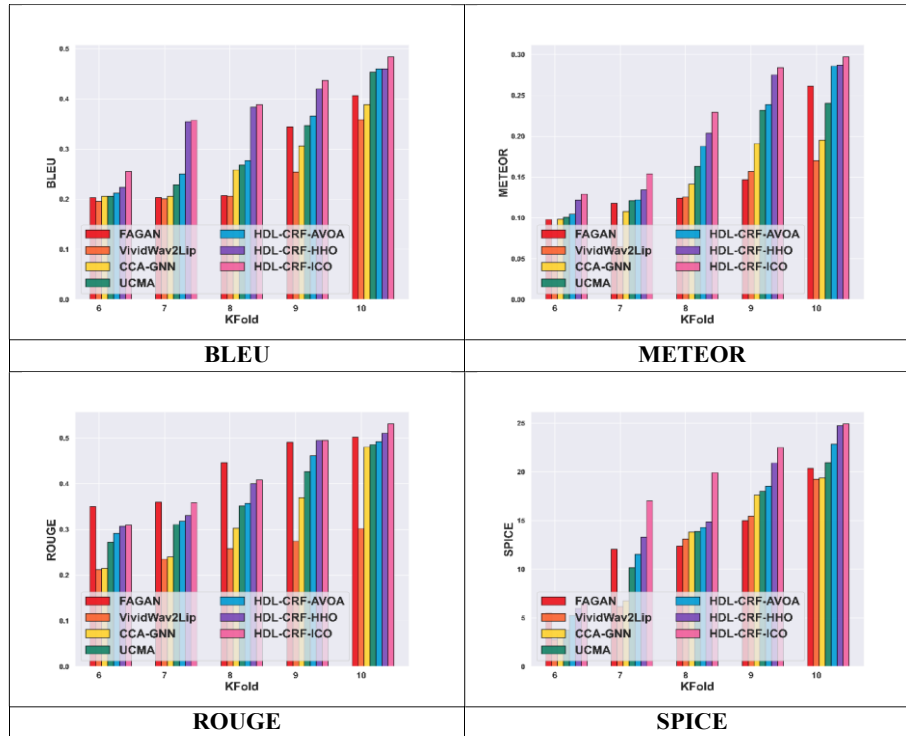 0.5
0.4
0.3
0.2
0.1
0.0
BLEU
FAGAN
VividWav2Lip
CCA-GNN
UCMA
HDL-CRF-AVOA
HDL-CRF-HHO
HDL-CRF-ICO
6 7 8 9 10
KFold
BLEU
0.30
0.25
0.20
0.15
0.10
0.05
0.00
METEOR
FAGAN
VividWav2Lip
CCA-GNN
UCMA
HDL-CRF-AVOA
HDL-CRF-HHO
HDL-CRF-ICO
6 7 8 9 10
KFold
METEOR
0.5
0.4
0.3
0.2
0.1
0.0
ROUGE
FAGAN
VividWav2Lip
CCA-GNN
UCMA
HDL-CRF-AVOA
HDL-CRF-HHO
HDL-CRF-ICO
6 7 8 9 10
KFold
ROUGE
25
20
15
10
5
0
SPICE
FAGAN
VividWav2Lip
CCA-GNN
UCMA
HDL-CRF-AVOA
HDL-CRF-HHO
HDL-CRF-ICO
6 7 8 9 10
KFold
SPICE